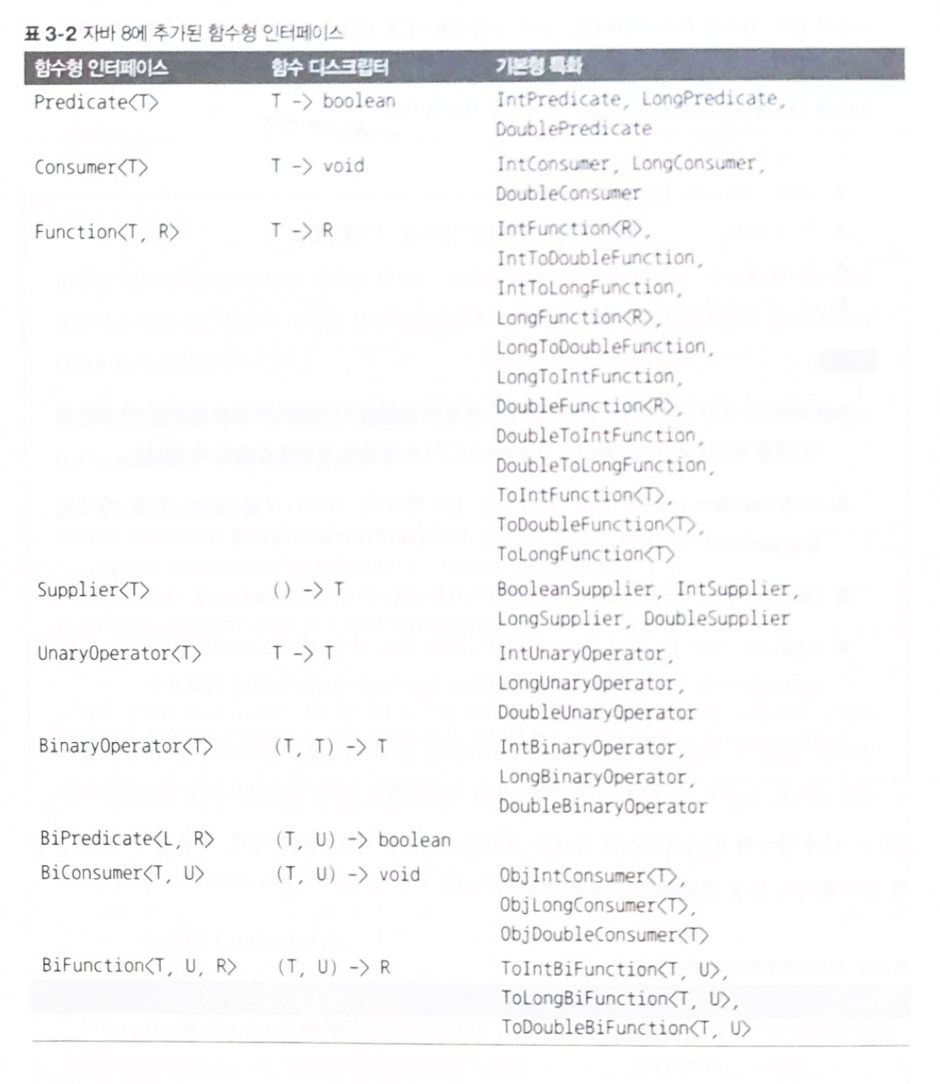 표 3-2 자바 8에 추가된 함수형 인터페이스
함수형 인터페이스 함수 디스크립터 기본형 특화
Predicate<T> T -> boolean IntPredicate, LongPredicate,
DoublePredicate
Consumer<T> T -> void IntConsumer, LongConsumer,
DoubleConsumer
Function<T, R> T -> R IntFunction<R>,
IntToDoubleFunction,
IntToLongFunction,
LongFunction<R>,
LongToDoubleFunction,
LongToIntFunction,
DoubleFunction<R>,
DoubleToIntFunction,
DoubleToLongFunction,
ToIntFunction<T>,
ToDoubleFunction<T>,
ToLongFunction<T>
Supplier<T> () -> T BooleanSupplier, IntSupplier,
LongSupplier, DoubleSupplier
UnaryOperator<T> T -> T IntUnaryOperator,
LongUnaryOperator,
DoubleUnaryOperator
BinaryOperator<T> (T, T) -> T IntBinaryOperator,
LongBinaryOperator,
DoubleBinaryOperator
BiPredicate<L, R> (T, U) -> boolean
BiConsumer<T, U> (T, U) -> void ObjIntConsumer<T>,
ObjLongConsumer<T>,
ObjDoubleConsumer<T>
BiFunction<T, U, R> (T, U) -> R ToIntBiFunction<T, U>,
ToLongBiFunction<T, U>,
ToDoubleBiFunction<T, U>